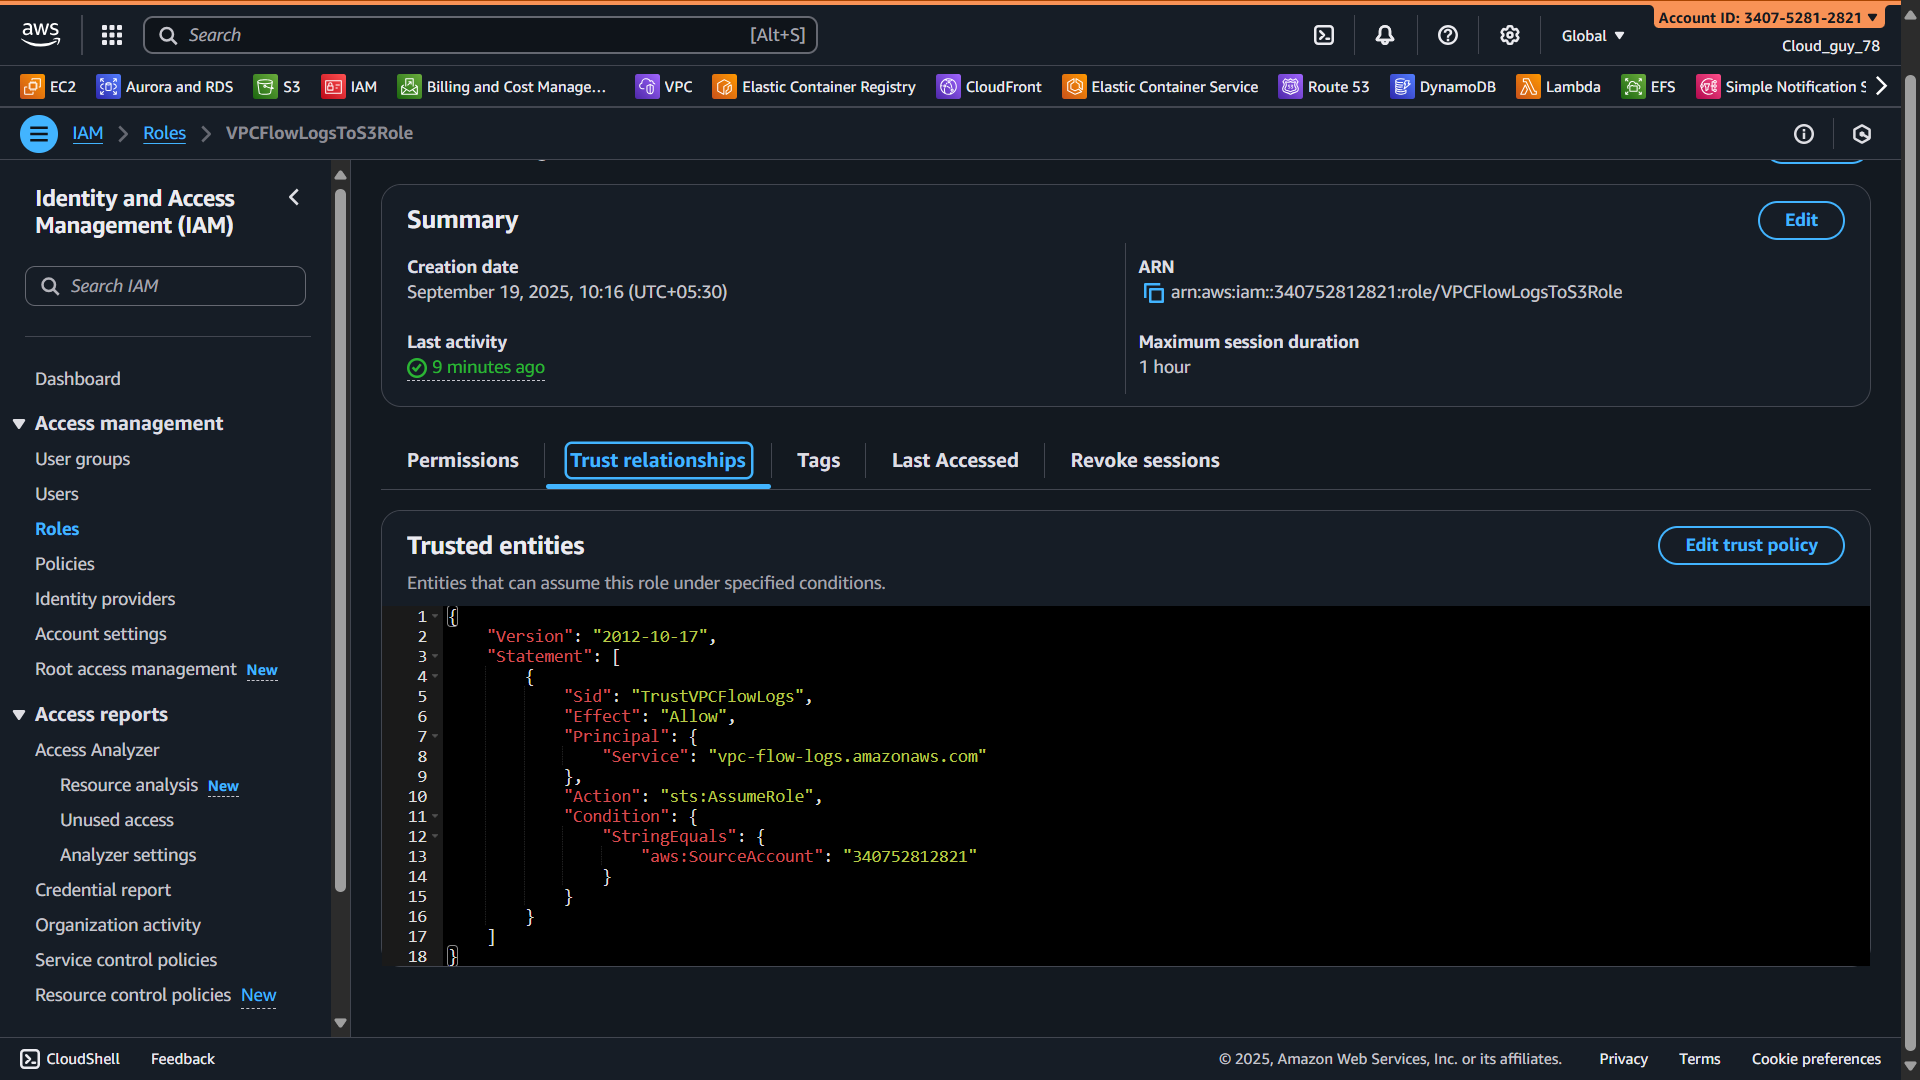 aws
Search [Alt+S]
Global
Account ID: 3407-5281-2821
Cloud_guy_78
EC2 Aurora and RDS S3 IAM Billing and Cost Manage... VPC Elastic Container Registry CloudFront Elastic Container Service Route 53 DynamoDB Lambda EFS Simple Notification S
IAM Roles VPCFlowLogsToS3Role
Identity and Access
Management (IAM)
Search IAM
Dashboard
Access management
User groups
Users
Roles
Policies
Identity providers
Account settings
Root access management New
Access reports
Access Analyzer
Resource analysis New
Unused access
Analyzer settings
Credential report
Organization activity
Service control policies
Resource control policies New
Summary
Edit
Creation date
September 19, 2025, 10:16 (UTC+05:30)
Last activity
9 minutes ago
ARN
arn:aws:iam::340752812821:role/VPCFlowLogsToS3Role
Maximum session duration
1 hour
Permissions Trust relationships Tags Last Accessed Revoke sessions
Trusted entities
Edit trust policy
Entities that can assume this role under specified conditions.
1 {
2 "Version": "2012-10-17",
3 "Statement": [
4 {
5 "Sid": "TrustVPCFlowLogs",
6 "Effect": "Allow",
7 "Principal": {
8 "Service": "vpc-flow-logs.amazonaws.com"
9 },
10 "Action": "sts:AssumeRole",
11 "Condition": {
12 "StringEquals": {
13 "aws:SourceAccount": "340752812821"
14 }
15 }
16 }
17 ]
18 }
CloudShell Feedback © 2025, Amazon Web Services, Inc. or its affiliates. Privacy Terms Cookie preferences